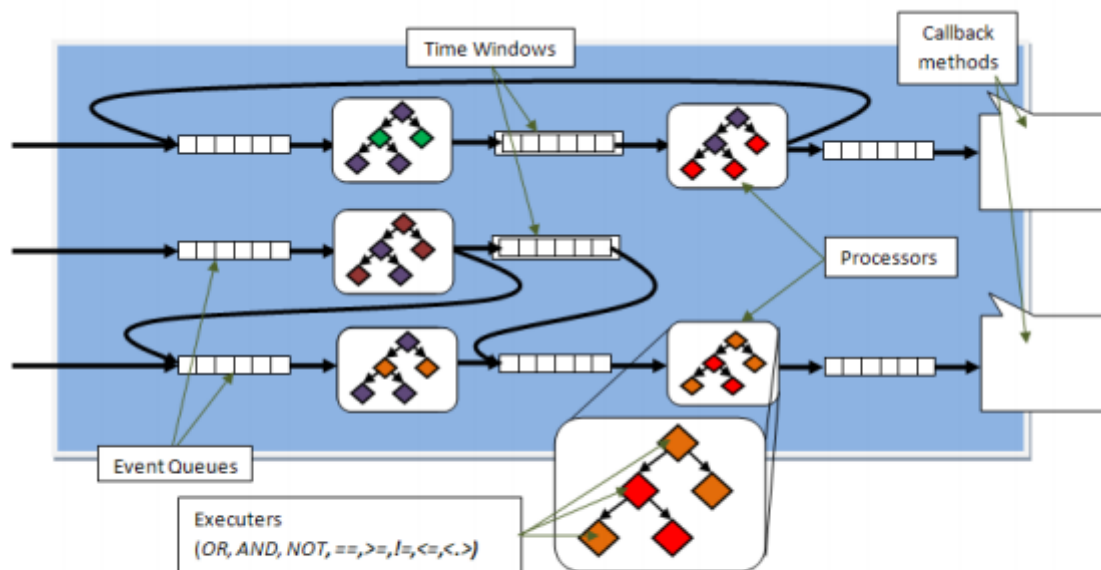 Time Windows
Callback
methods
Processors
Event Queues
Executers
(OR, AND, NOT, ==,>=,!=,<=,<.>)